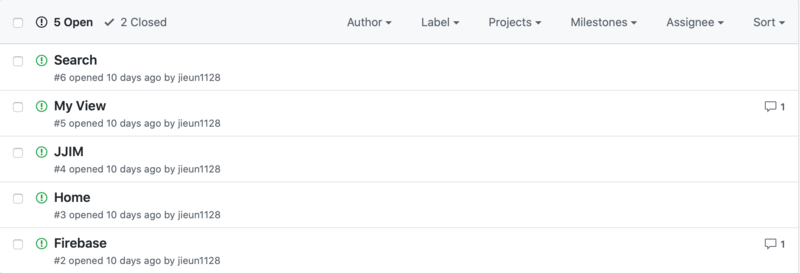 5 Open 2 Closed Author Label Projects Milestones Assignee Sort
Search
#6 opened 10 days ago by jieun1128
My View 1
#5 opened 10 days ago by jieun1128
JJIM
#4 opened 10 days ago by jieun1128
Home
#3 opened 10 days ago by jieun1128
Firebase 1
#2 opened 10 days ago by jieun1128